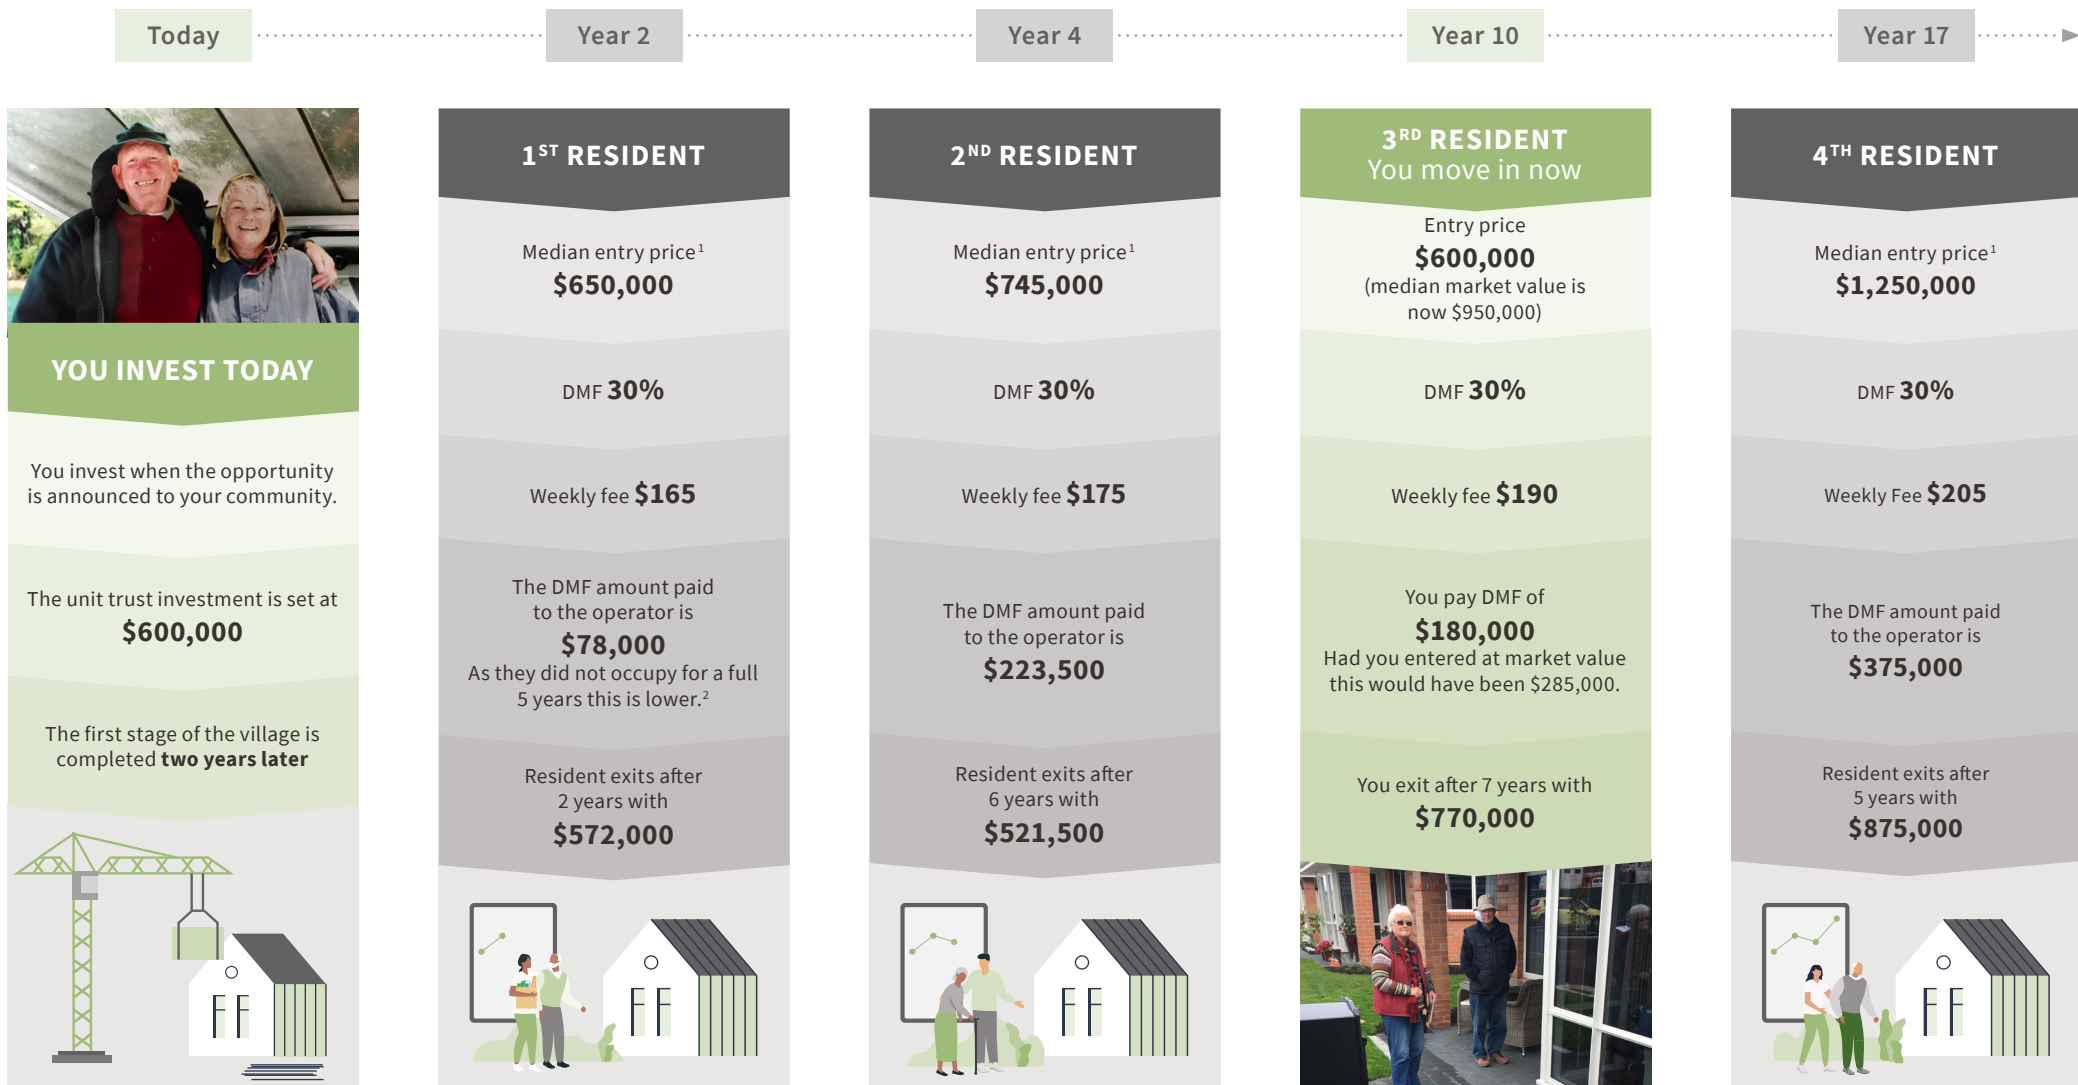 Today
Year 2
Year 4
Year 10
Year 17
YOU INVEST TODAY
You invest when the opportunity
is announced to your community.
The unit trust investment is set at
$600,000
The first stage of the village is
completed two years later
1ST RESIDENT
Median entry price1
$650,000
DMF 30%
Weekly fee $165
The DMF amount paid
to the operator is
$78,000
As they did not occupy for a full
5 years this is lower.2
Resident exits after
2 years with
$572,000
2ND RESIDENT
Median entry price1
$745,000
DMF 30%
Weekly fee $175
The DMF amount paid
to the operator is
$223,500
Resident exits after
6 years with
$521,500
3RD RESIDENT
You move in now
Entry price
$600,000
(median market value is
now $950,000)
DMF 30%
Weekly fee $190
You pay DMF of
$180,000
Had you entered at market value
this would have been $285,000.
You exit after 7 years with
$770,000
4TH RESIDENT
Median entry price1
$1,250,000
DMF 30%
Weekly Fee $205
The DMF amount paid
to the operator is
$375,000
Resident exits after
5 years with
$875,000